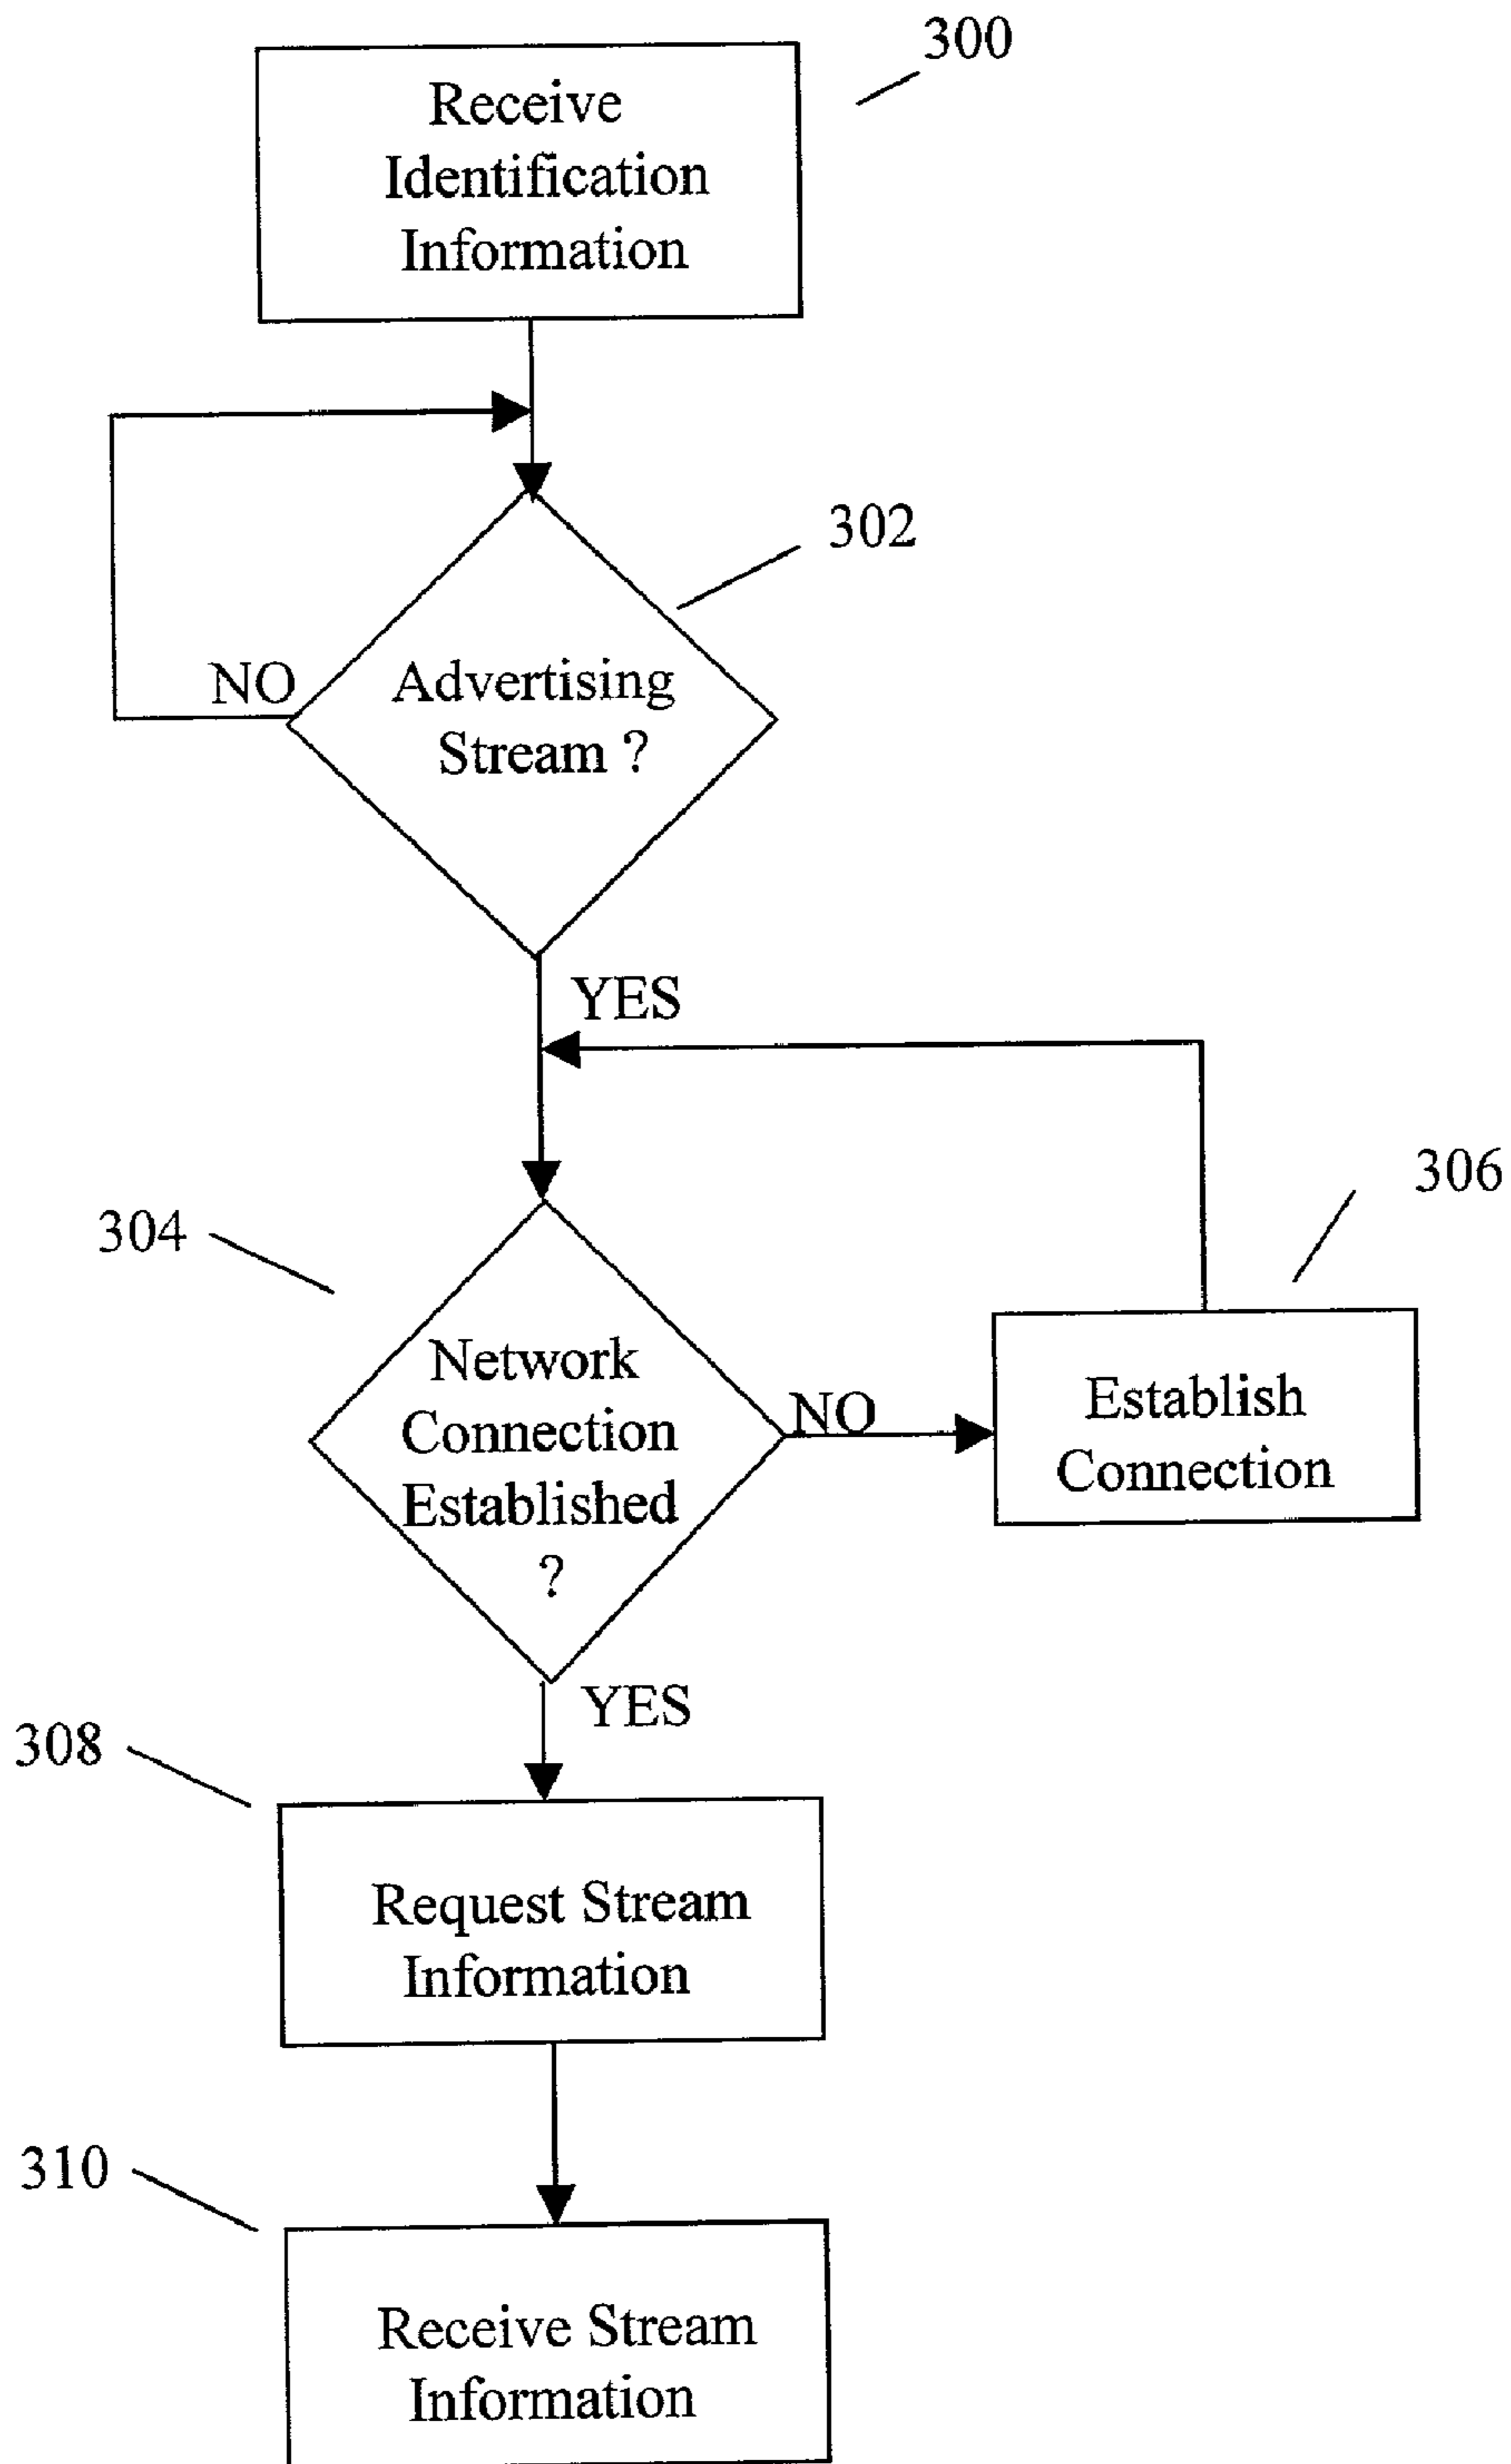 300
Receive
Identification
Information
302
NO
Advertising
Stream ?
YES
306
304
Network
Connection
Established
?
NO
Establish
Connection
YES
308
Request Stream
Information
310
Receive Stream
Information